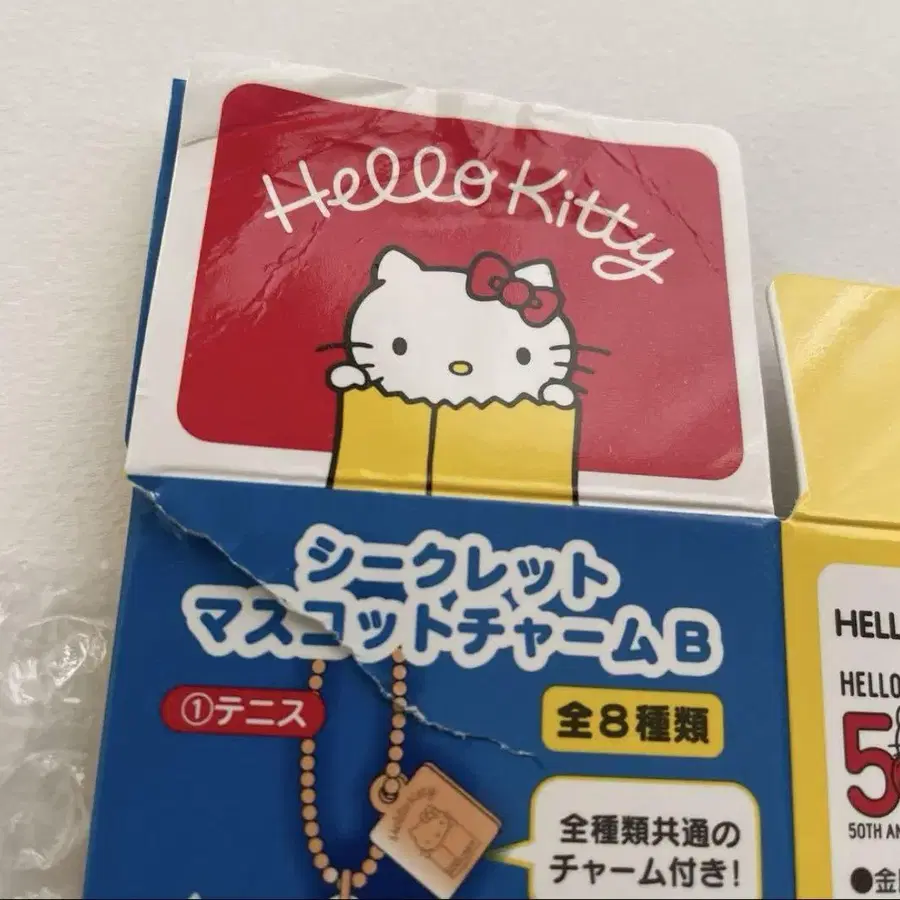 Hello Kitty
シークレット
マスコットチャームB
①テニス
全8種類
全種類共通の
チャーム付き!
HELL
HELLO
50
50TH AN
●金